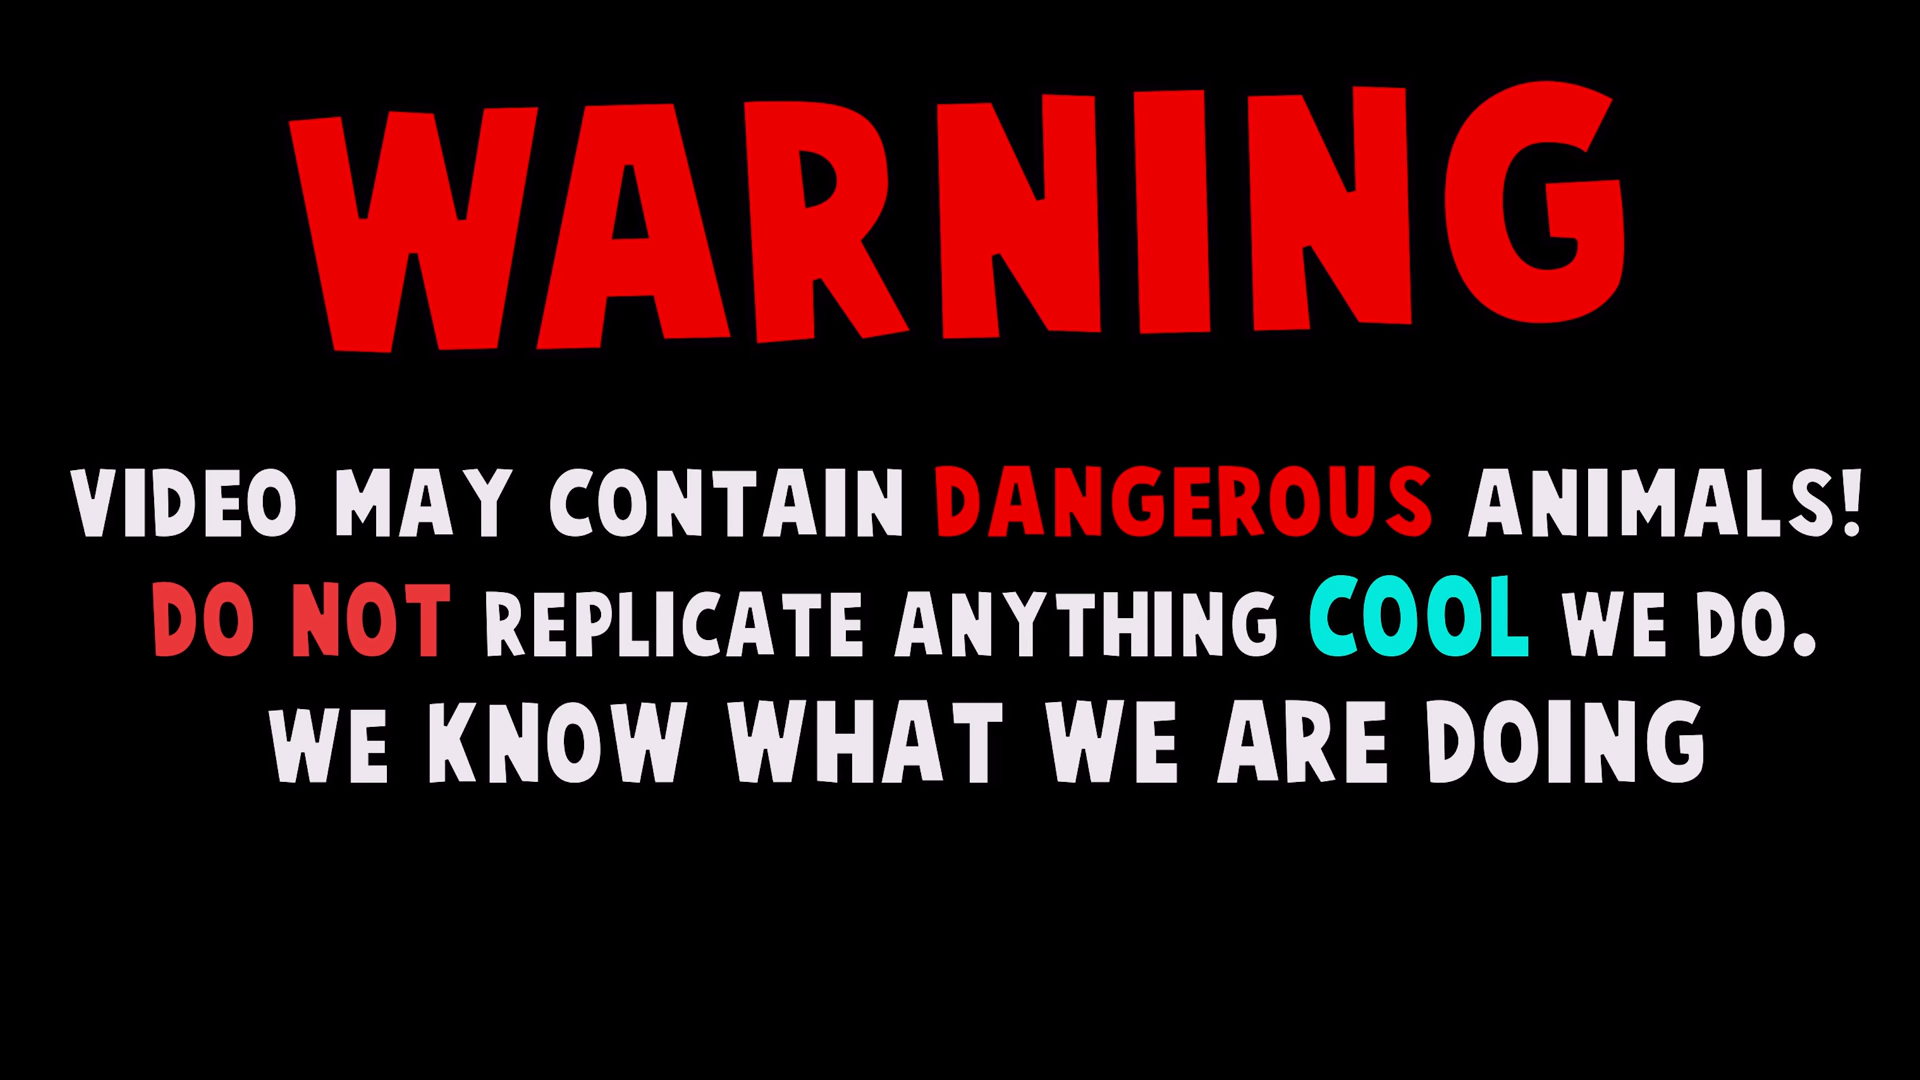 WARNING
VIDEO MAY CONTAIN DANGEROUS ANIMALS!
DO NOT REPLICATE ANYTHING COOL WE DO.
WE KNOW WHAT WE ARE DOING